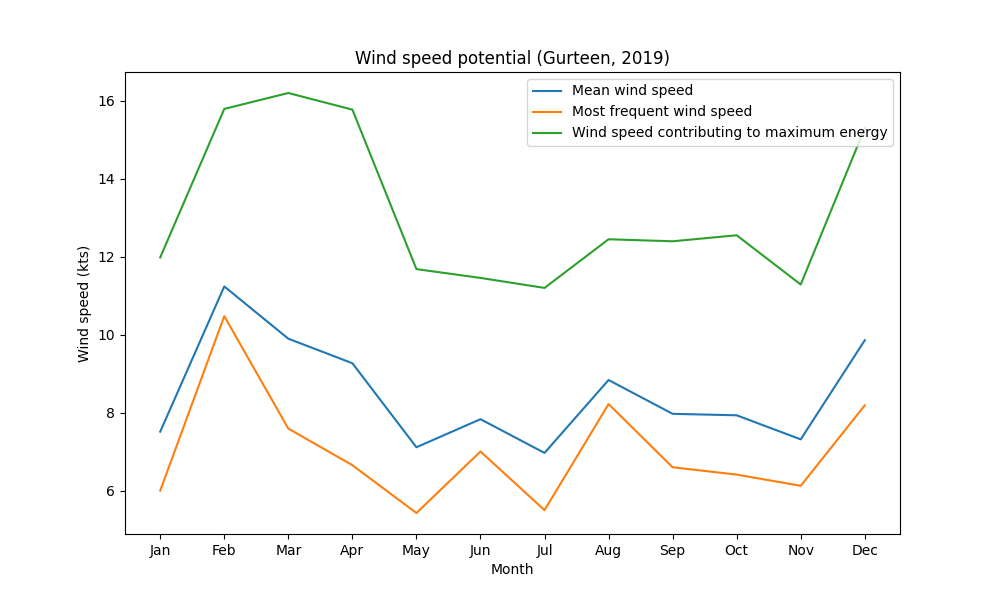 Wind speed potential (Gurteen, 2019)
Mean wind speed
Most frequent wind speed
Wind speed contributing to maximum energy
16
14
12
10
8
6
Wind speed (kts)
Jan Feb Mar Apr May Jun Jul Aug Sep Oct Nov Dec
Month